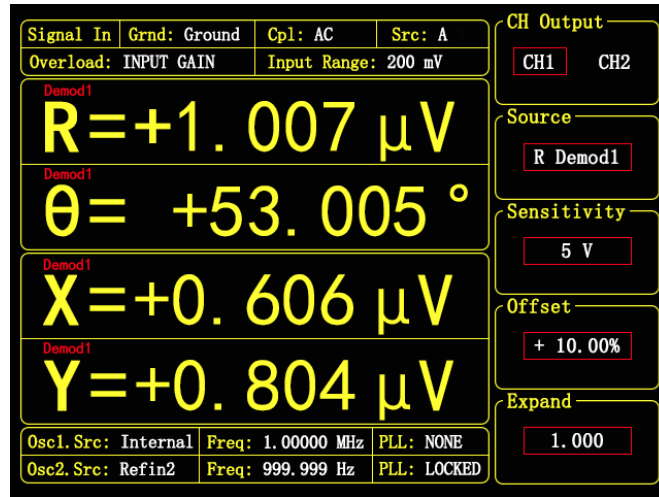 Signal In Grnd: Ground Cpl: AC Src: A
Overload: INPUT GAIN Input Range: 200 mV
Demod1
R=+1.007 μV
Demod1
θ= +53.005 °
Demod1
X=+0.606 μV
Demod1
Y=+0.804 μV
Osc1.Src: Internal Freq: 1.00000 MHz PLL: NONE
Osc2.Src: Refin2 Freq: 999.999 Hz PLL: LOCKED
CH Output
CH1 CH2
Source
R Demod1
Sensitivity
5 V
Offset
+ 10.00%
Expand
1.000